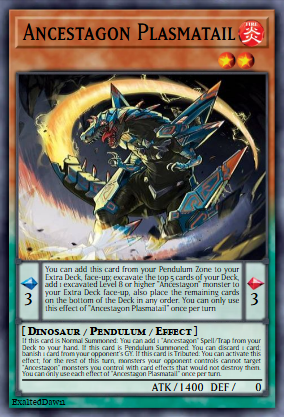 Ancestagon Plasmatail
FIRE
炎
You can add this card from your Pendulum Zone to your
Extra Deck, face-up; excavate the top 5 cards of your Deck,
add 1 excavated Level 8 or higher "Ancestagon" monster to
your Extra Deck face-up, also place the remaining cards
on the bottom of the Deck in any order. You can only use
this effect of "Ancestagon Plasmatail" once per turn
3
3
[ Dinosaur / Pendulum / Effect ]
If this card is Normal Summoned: You can add 1 "Ancestagon" Spell/Trap from your
Deck to your hand. If this card is Pendulum Summoned: You can discard 1 card;
banish 1 card from your opponent's GY. If this card is Tributed: You can activate this
effect; for the rest of this turn, monsters your opponent controls cannot target
"Ancestagon" monsters you control with card effects that would not destroy them.
You can only use each effect of "Ancestagon Plasmatail" once per turn.
ATK/1400 DEF/ 0
ExaltedDawn